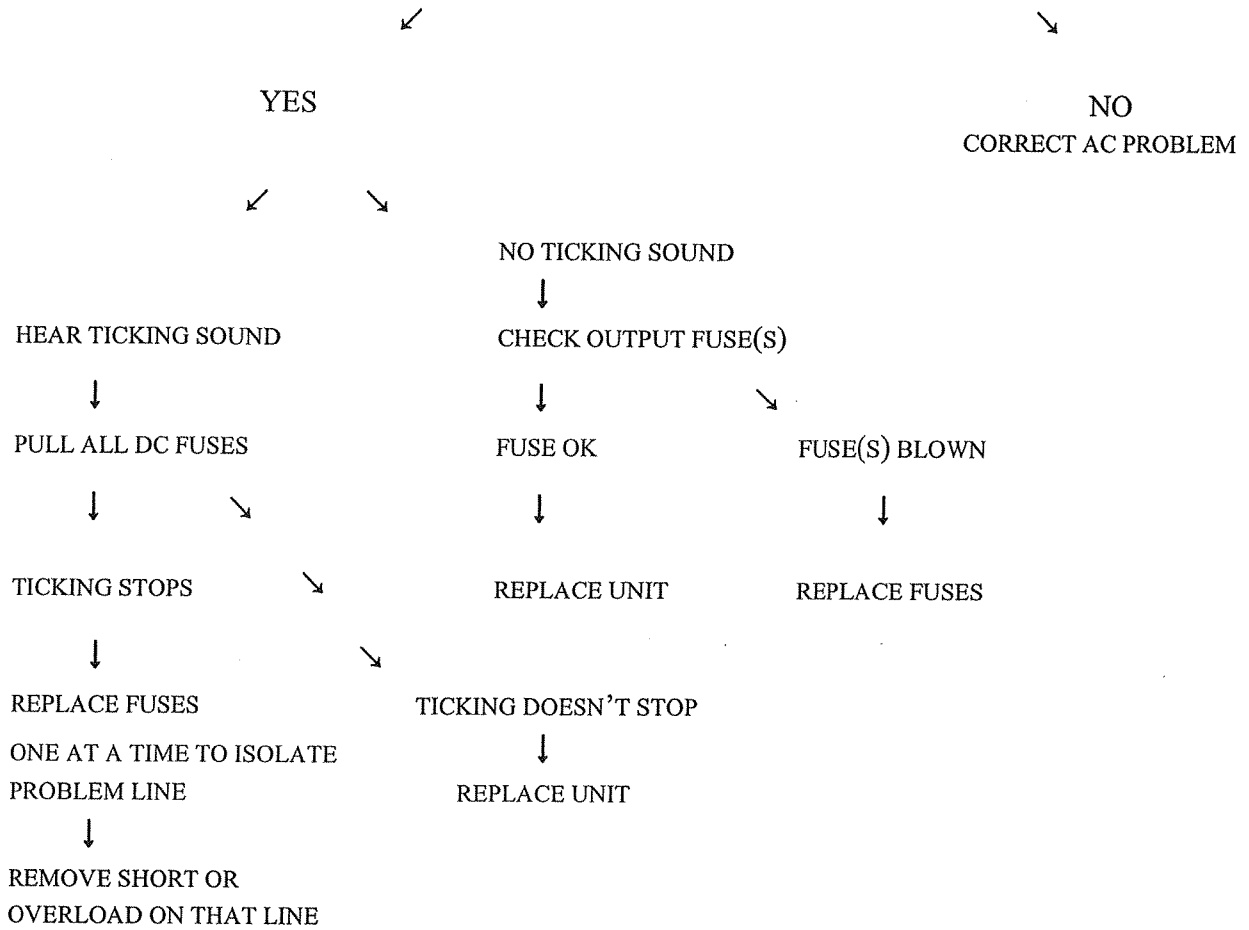 YES
NO
CORRECT AC PROBLEM
NO TICKING SOUND
HEAR TICKING SOUND
CHECK OUTPUT FUSE(S)
PULL ALL DC FUSES
FUSE OK
FUSE(S) BLOWN
TICKING STOPS
REPLACE UNIT
REPLACE FUSES
REPLACE FUSES
TICKING DOESN'T STOP
ONE AT A TIME TO ISOLATE
PROBLEM LINE
REPLACE UNIT
REMOVE SHORT OR
OVERLOAD ON THAT LINE